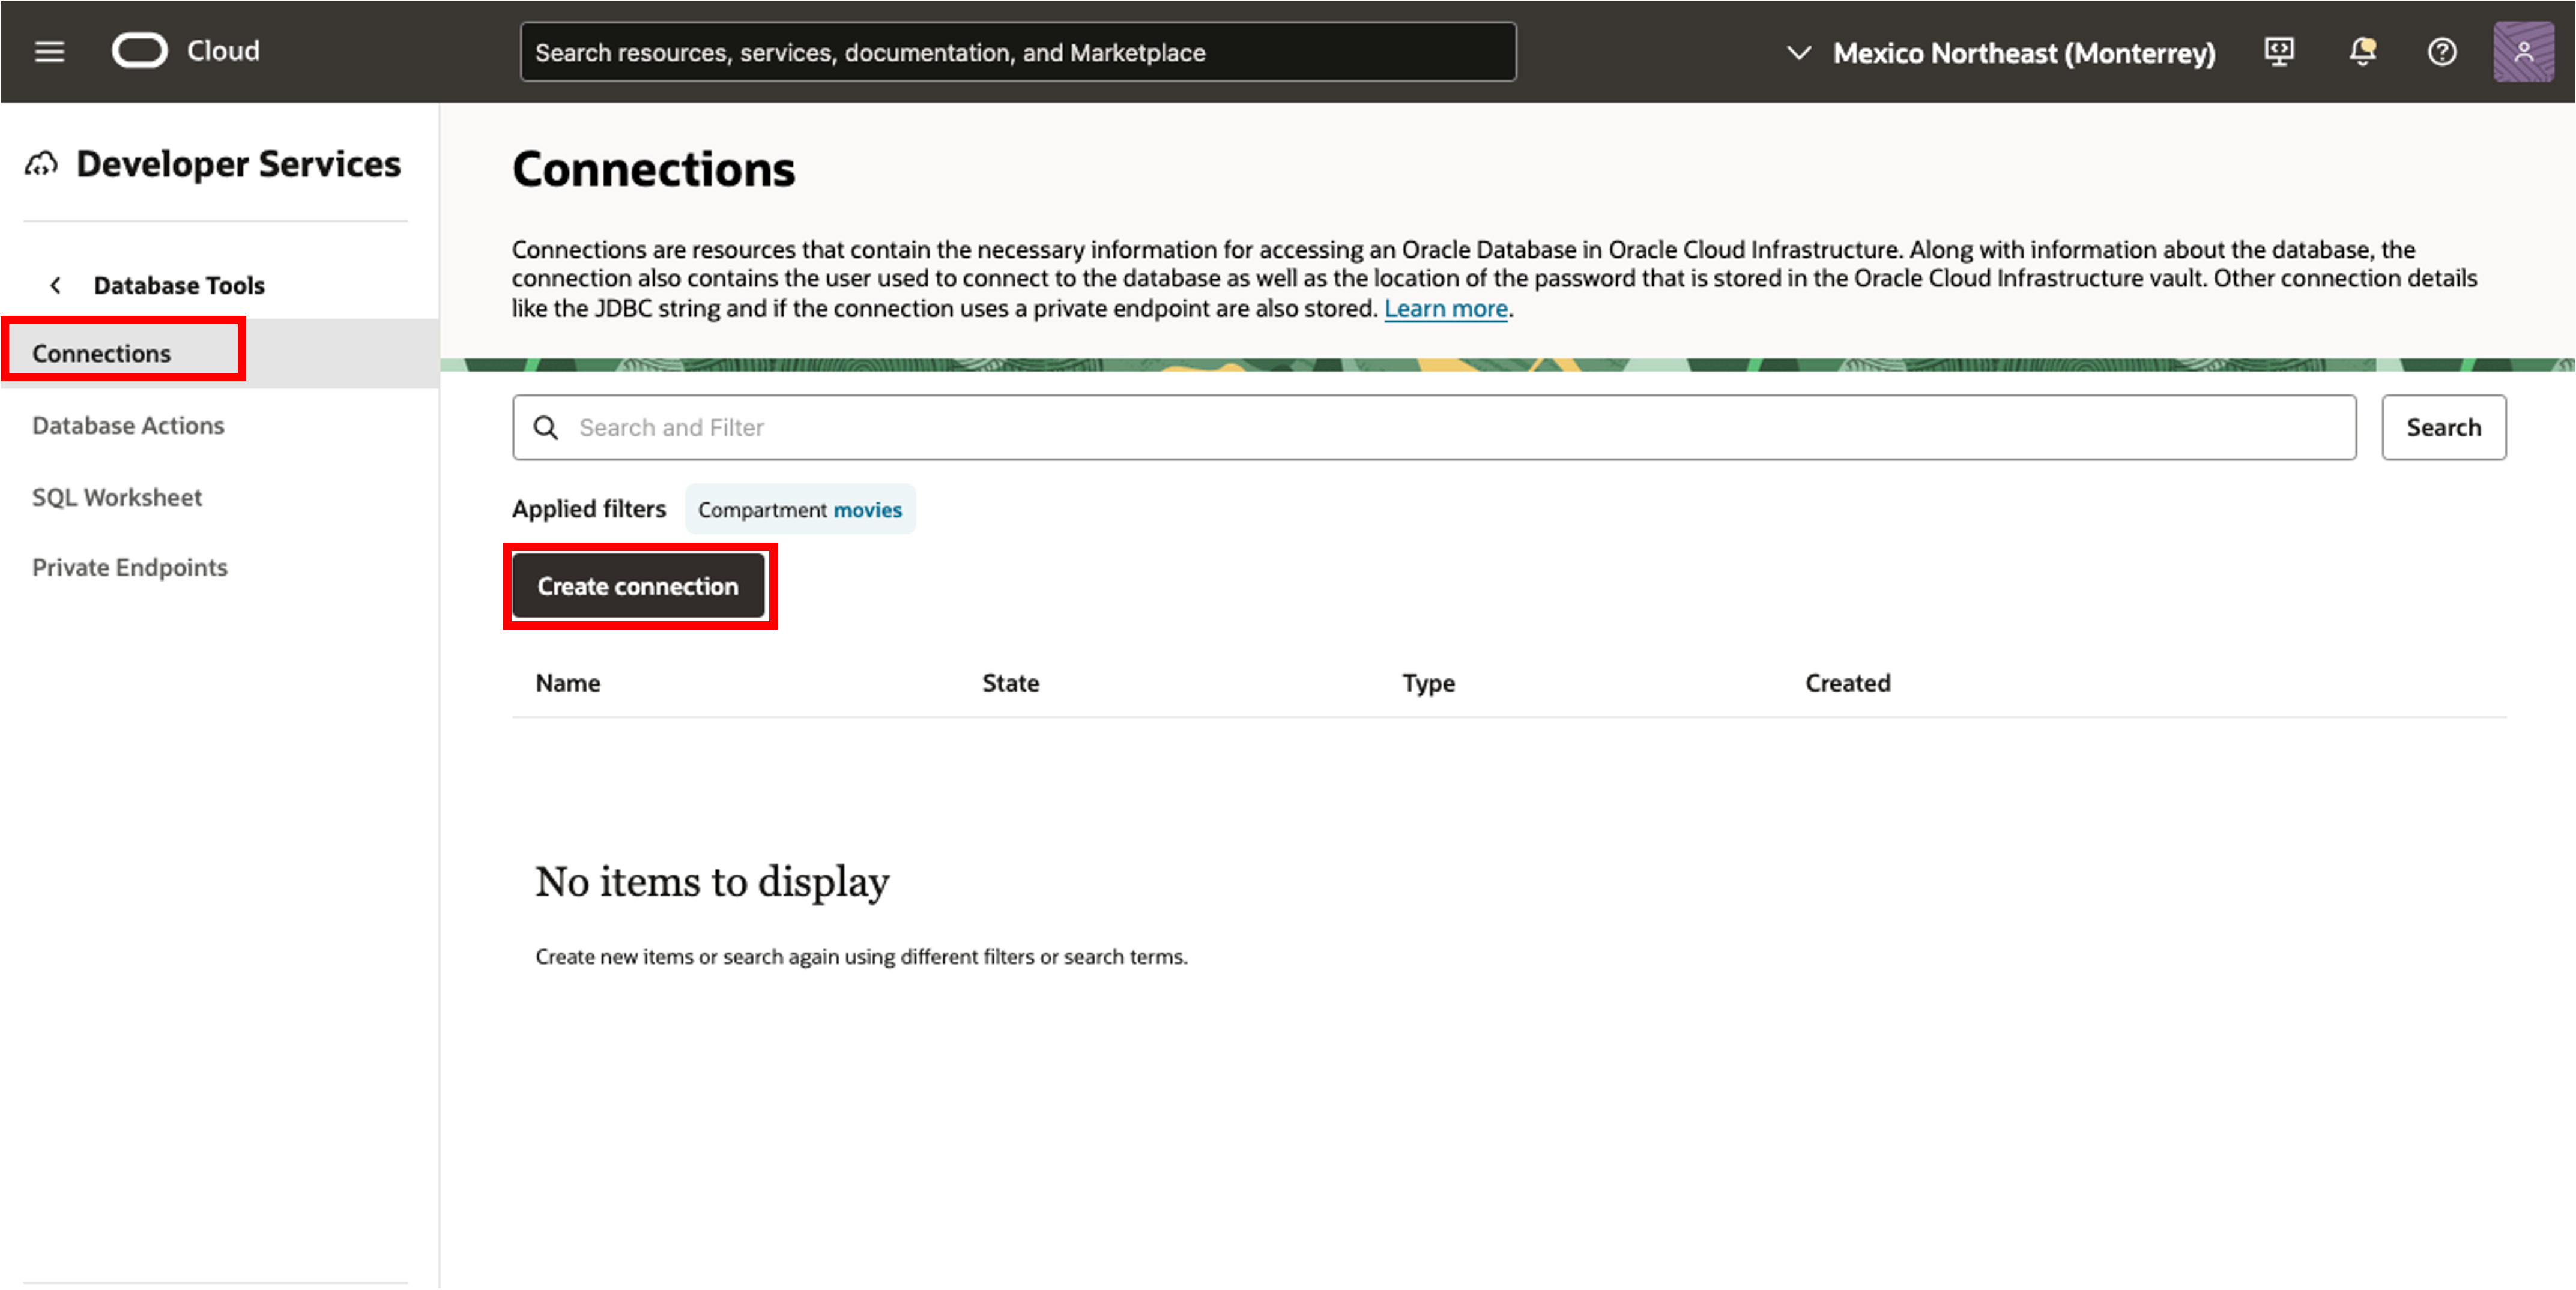 Cloud
Search resources, services, documentation, and Marketplace
Mexico Northeast (Monterrey)
Developer Services
Database Tools
Connections
Database Actions
SQL Worksheet
Private Endpoints
Connections
Connections are resources that contain the necessary information for accessing an Oracle Database in Oracle Cloud Infrastructure. Along with information about the database, the
connection also contains the user used to connect to the database as well as the location of the password that is stored in the Oracle Cloud Infrastructure vault. Other connection details
like the JDBC string and if the connection uses a private endpoint are also stored. Learn more.
Search and Filter
Search
Applied filters Compartment movies
Create connection
Name State Type Created
No items to display
Create new items or search again using different filters or search terms.